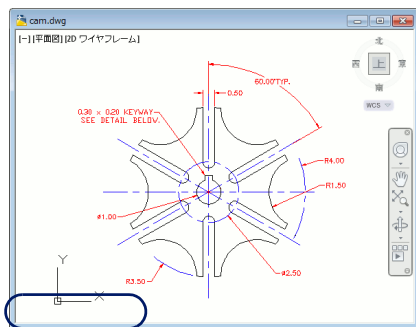 cam.dwg
[-][平面図][2D ワイヤフレーム]
北
西 上 東
南
WCS
60.00°TYP.
0.50
0.30 x 0.20 KEYWAY
SEE DETAIL BELOW.
R4.00
R1.50
ø1.00
ø2.50
R3.50
Y
X